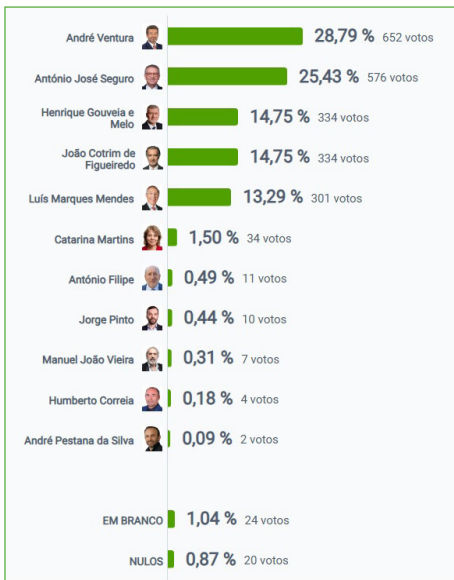 André Ventura 28,79 % 652 votos
António José Seguro 25,43 % 576 votos
Henrique Gouveia e
Melo 14,75 % 334 votos
João Cotrim de
Figueiredo 14,75 % 334 votos
Luís Marques Mendes 13,29 % 301 votos
Catarina Martins 1,50 % 34 votos
António Filipe 0,49 % 11 votos
Jorge Pinto 0,44 % 10 votos
Manuel João Vieira 0,31 % 7 votos
Humberto Correia 0,18 % 4 votos
André Pestana da Silva 0,09 % 2 votos
EM BRANCO 1,04 % 24 votos
NULOS 0,87 % 20 votos